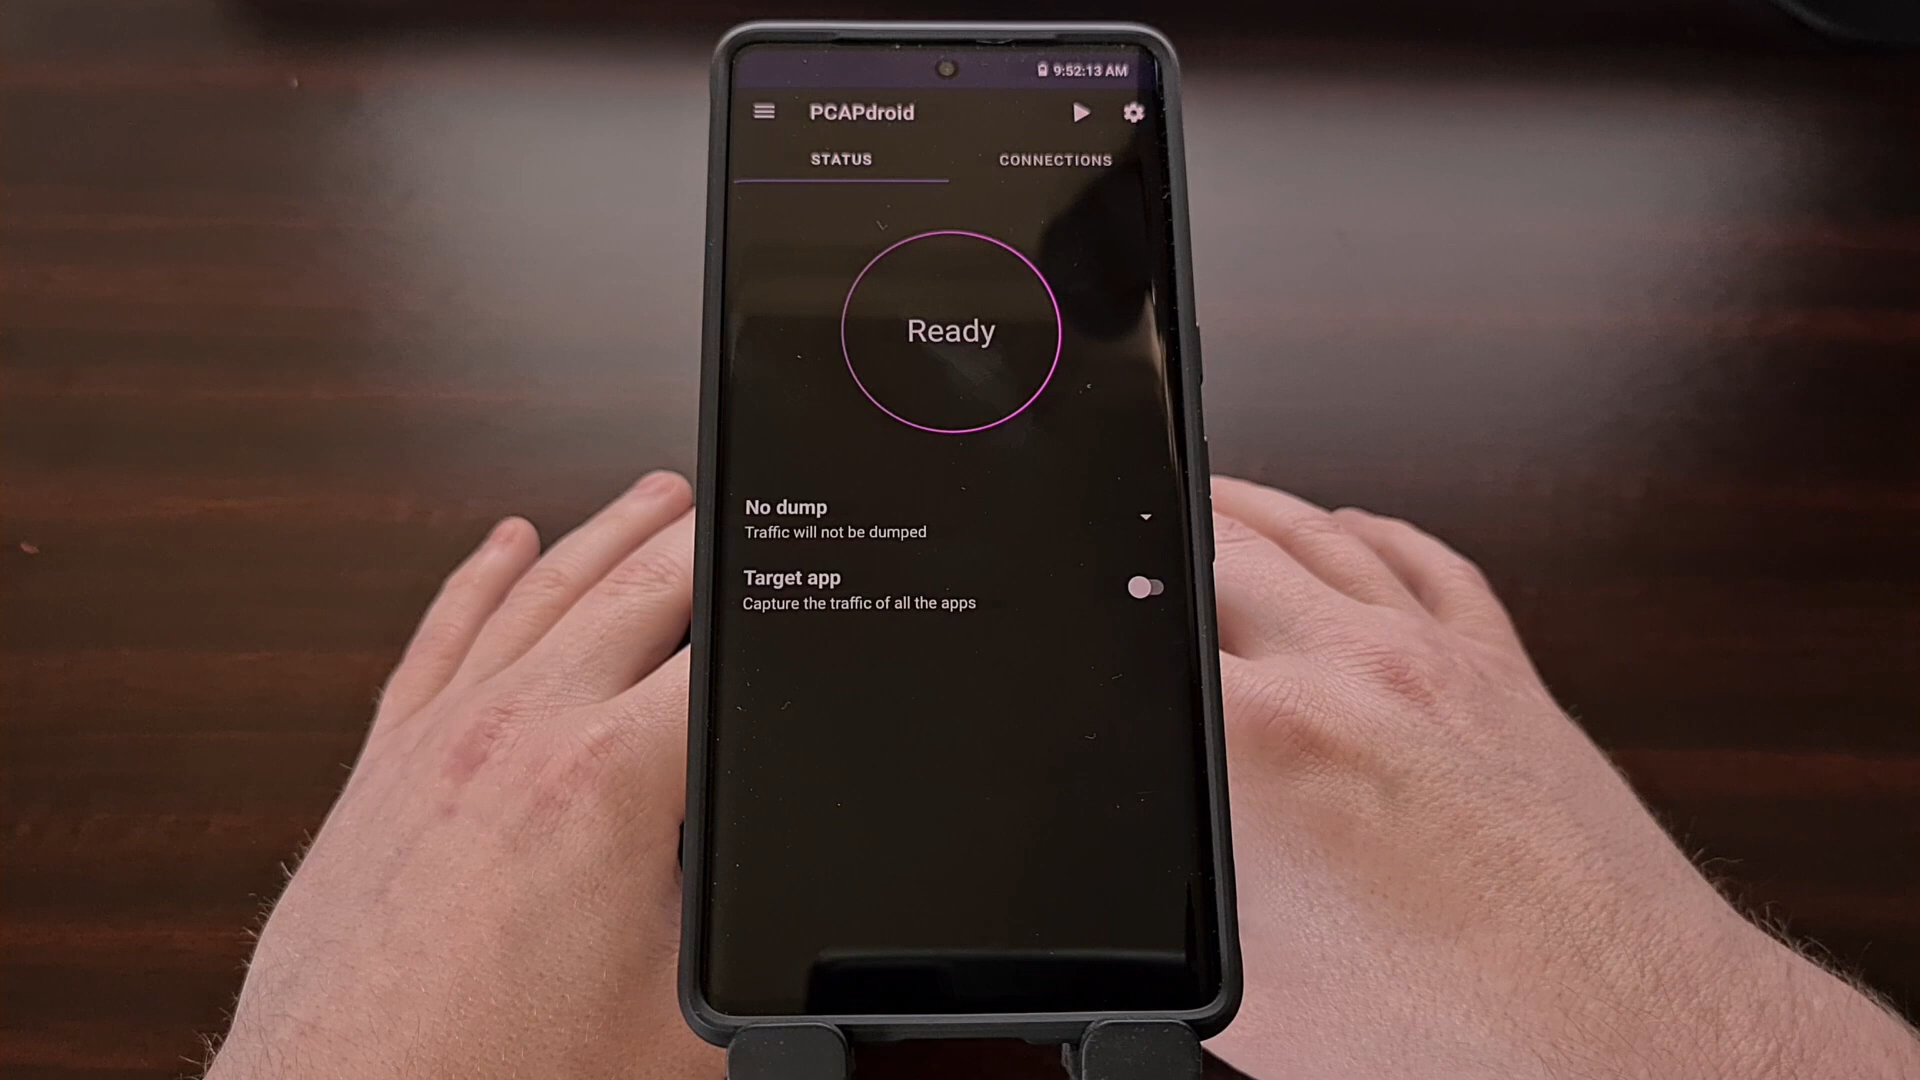 9:52:13 AM
PCAPdroid
STATUS CONNECTIONS
Ready
No dump
Traffic will not be dumped
Target app
Capture the traffic of all the apps